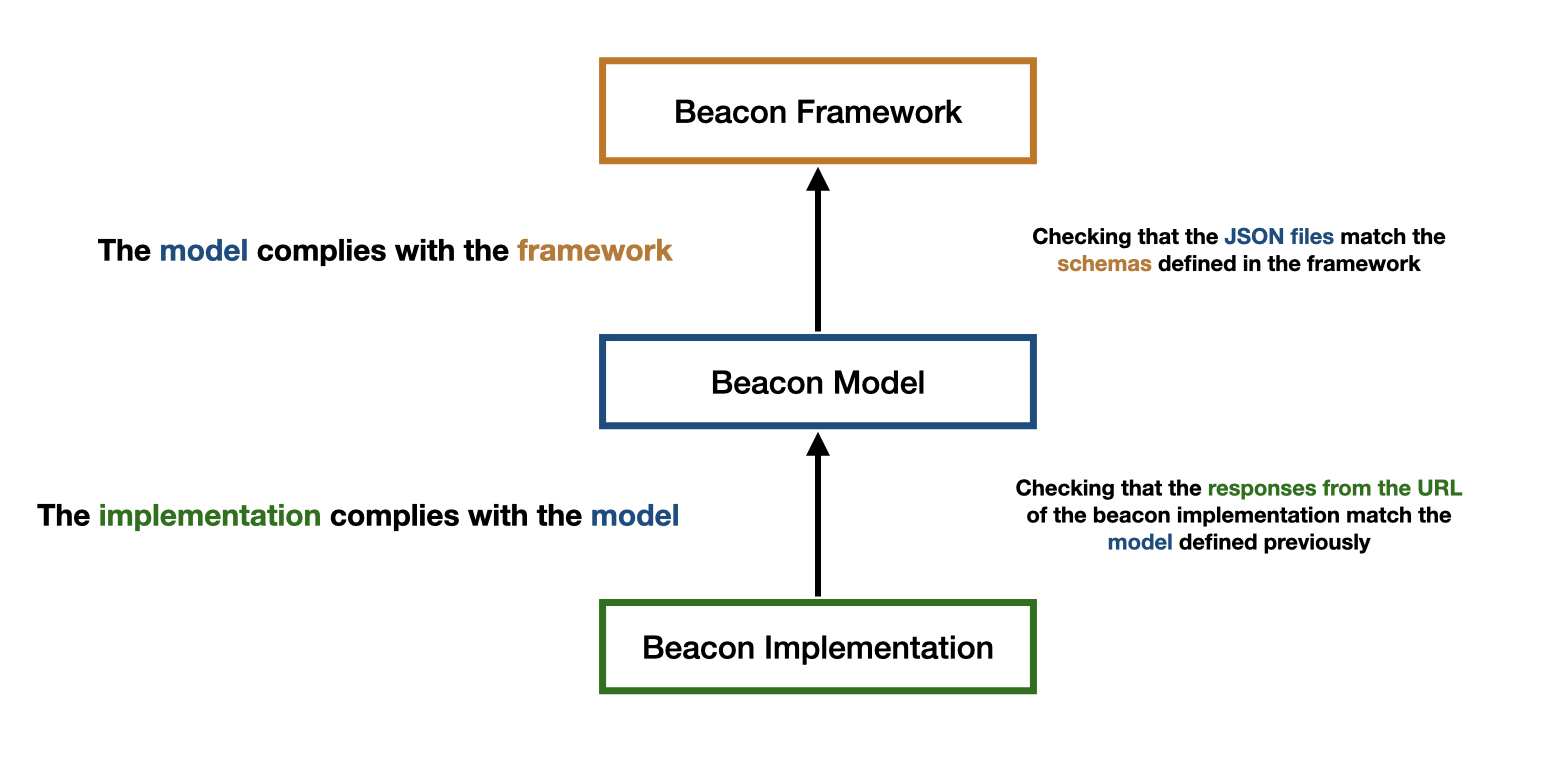 Beacon Framework
The model complies with the framework
Checking that the JSON files match the
schemas defined in the framework
Beacon Model
The implementation complies with the model
Checking that the responses from the URL
of the beacon implementation match the
model defined previously
Beacon Implementation